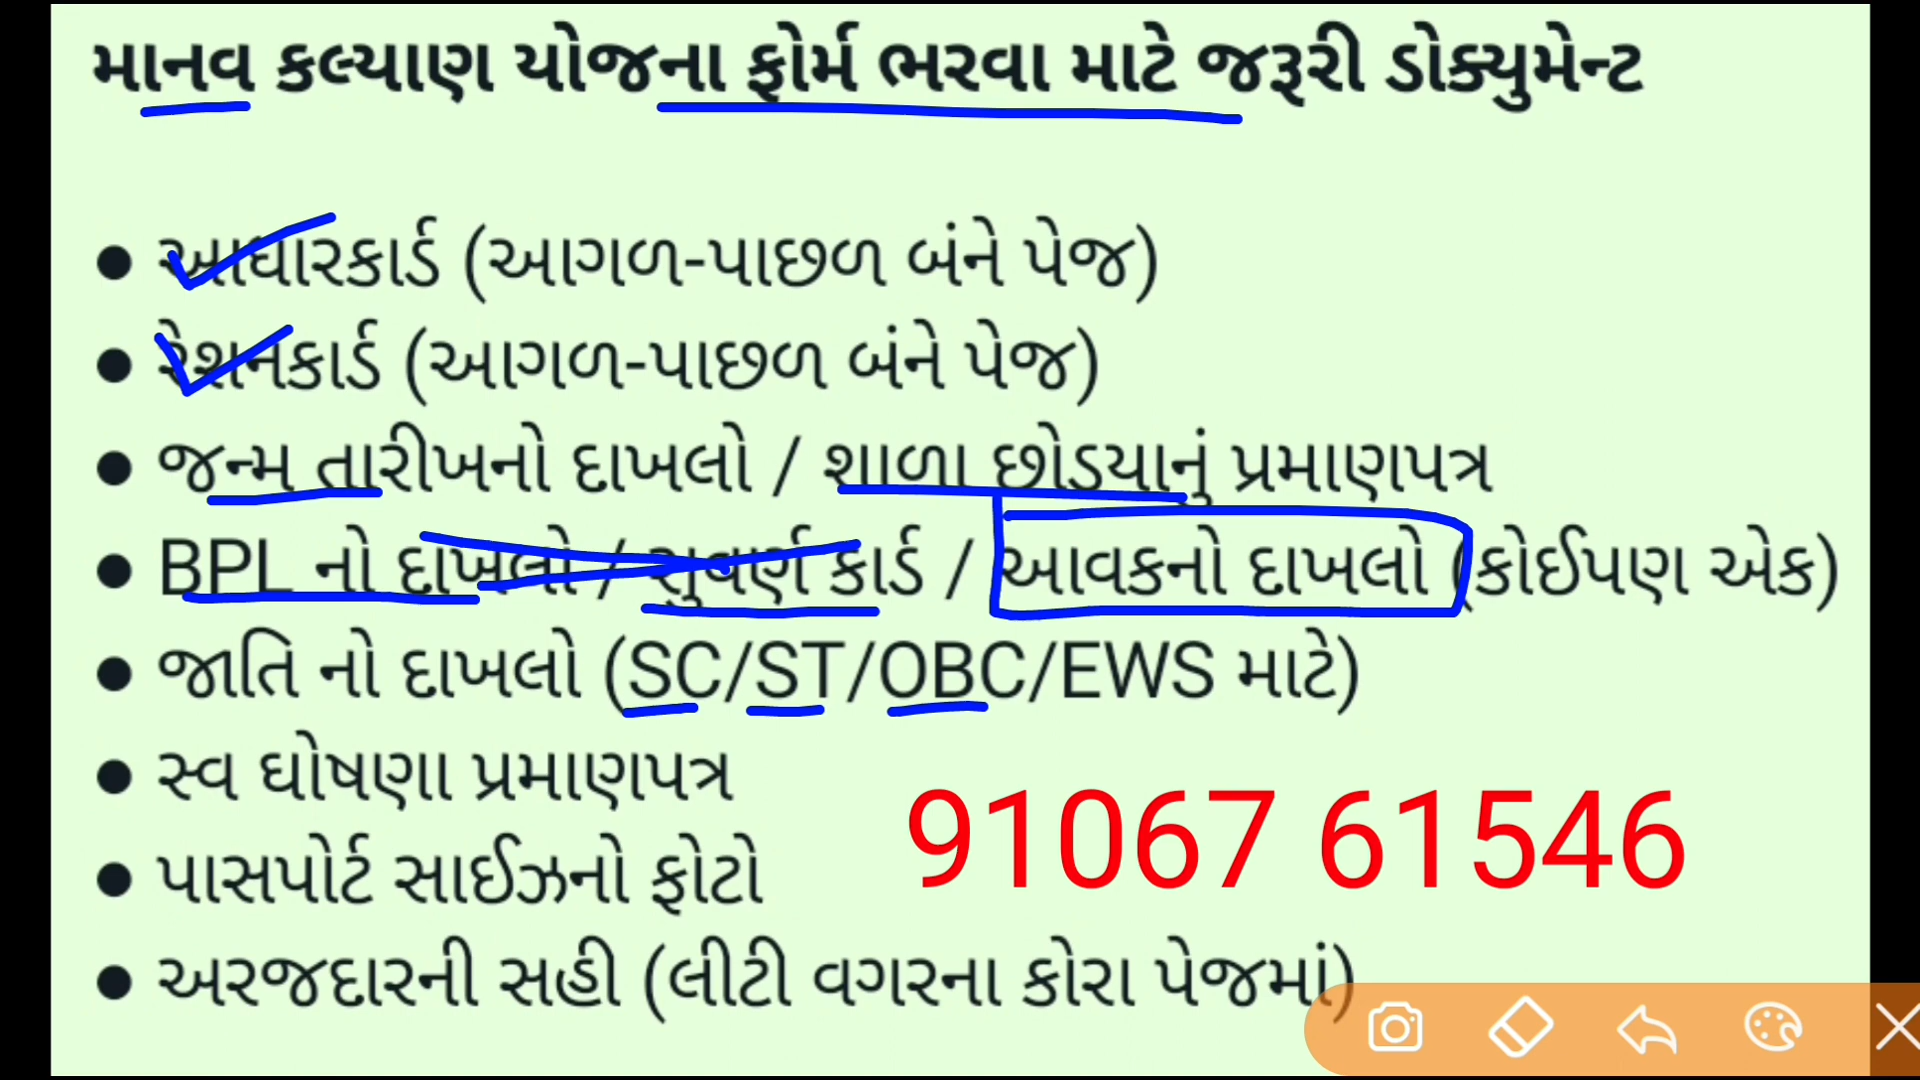 માનવ કલ્યાણ યોજના ફોર્મ ભરવા માટે જરૂરી ડોક્યુમેન્ટ
● આધારકાર્ડ (આગળ-પાછળ બંને પેજ)
● રેશનકાર્ડ (આગળ-પાછળ બંને પેજ)
● જન્મ તારીખનો દાખલો / શાળા છોડયાનું પ્રમાણપત્ર
● BPL નો દાખલો / સુવર્ણ કાર્ડ / આવકનો દાખલો (કોઈપણ એક)
● જાતિ નો દાખલો (SC/ST/OBC/EWS માટે)
● સ્વ ઘોષણા પ્રમાણપત્ર
● પાસપોર્ટ સાઈઝનો ફોટો
91067 61546
● અરજદારની સહી (લીટી વગરના કોરા પેજમાં)